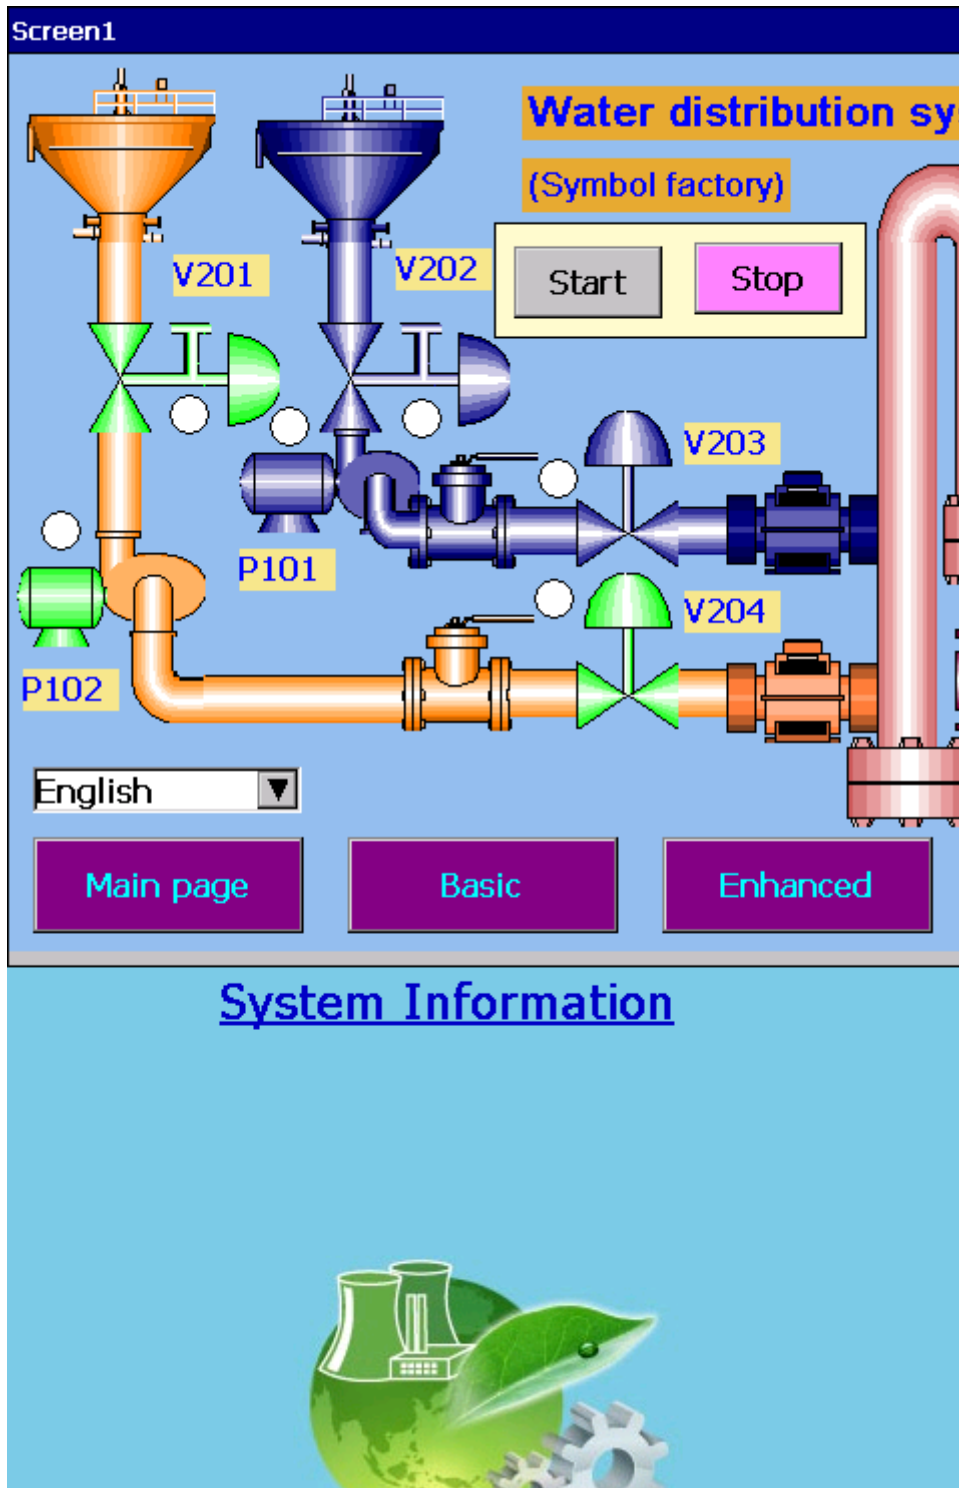 Screen1
Water distribution
(Symbol factory)
V201
V202
Start
Stop
V203
P101
V204
P102
English
Main page
Basic
Enhanced
System Information